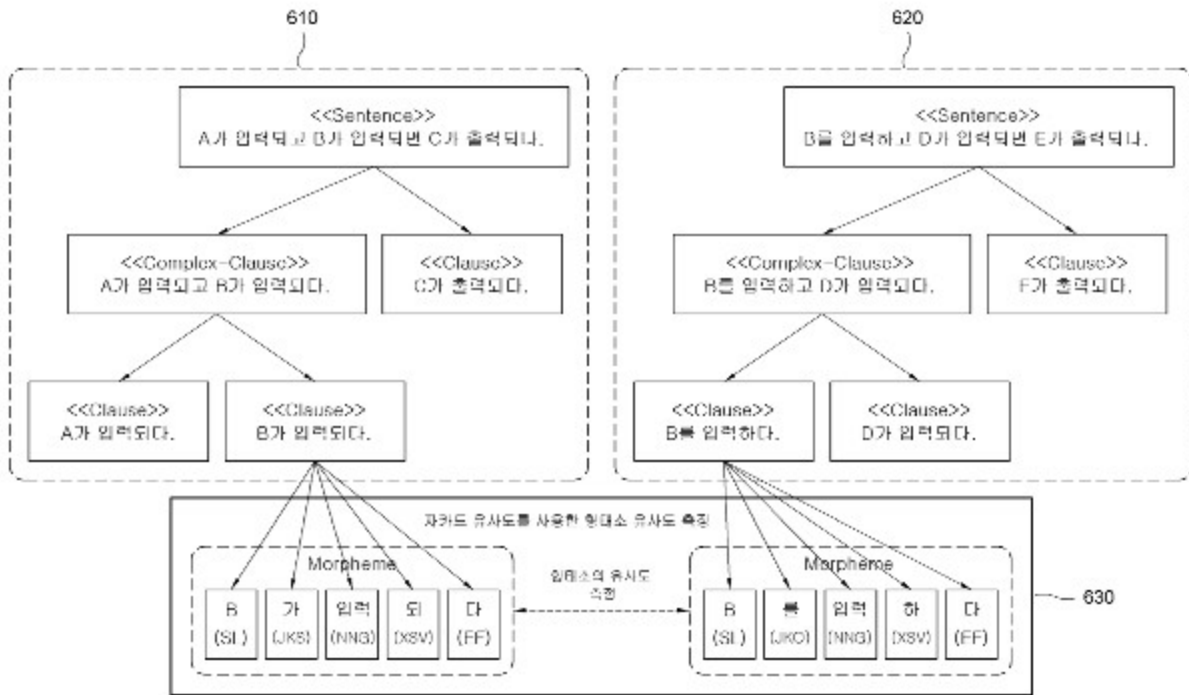 610
620
<<Sentence>>
A가 입력되고 B가 입력되면 C가 출력되다.
<<Sentence>>
B를 입력하고 D가 입력되면 E가 출력되다.
<<Complex-Clause>>
A가 입력되고 B가 입력되다.
<<Clause>>
C가 출력되다.
<<Complex-Clause>>
B를 입력하고 D가 입력되다.
<<Clause>>
E가 출력되다.
<<Clause>>
A가 입력되다.
<<Clause>>
B가 입력되다.
<<Clause>>
B를 입력하다.
<<Clause>>
D가 입력되다.
자카드 유사도를 사용한 형태소 유사도 측정
Morpheme
형태소의 유사도
측정
Morpheme
B 가 입력 되 다
(SL) (JKS) (NNG) (XSV) (EF)
B 를 입력 하 다
(SL) (JKO) (NNG) (XSV) (EF)
630